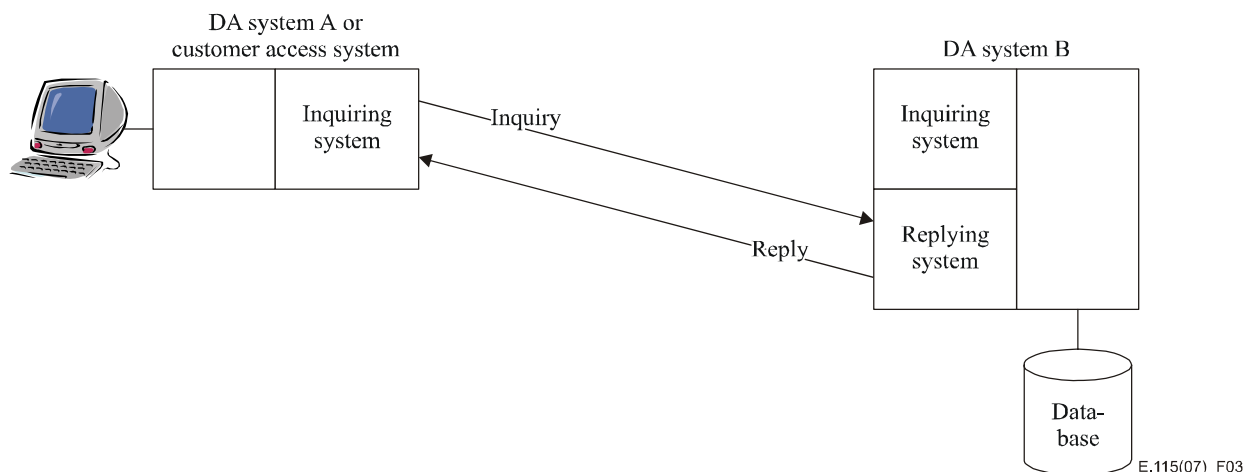 DA system A or
customer access system
DA system B
Inquiring
system
Inquiry
Inquiring
system
Reply
Replying
system
Data-
base
E.115(07)_F03